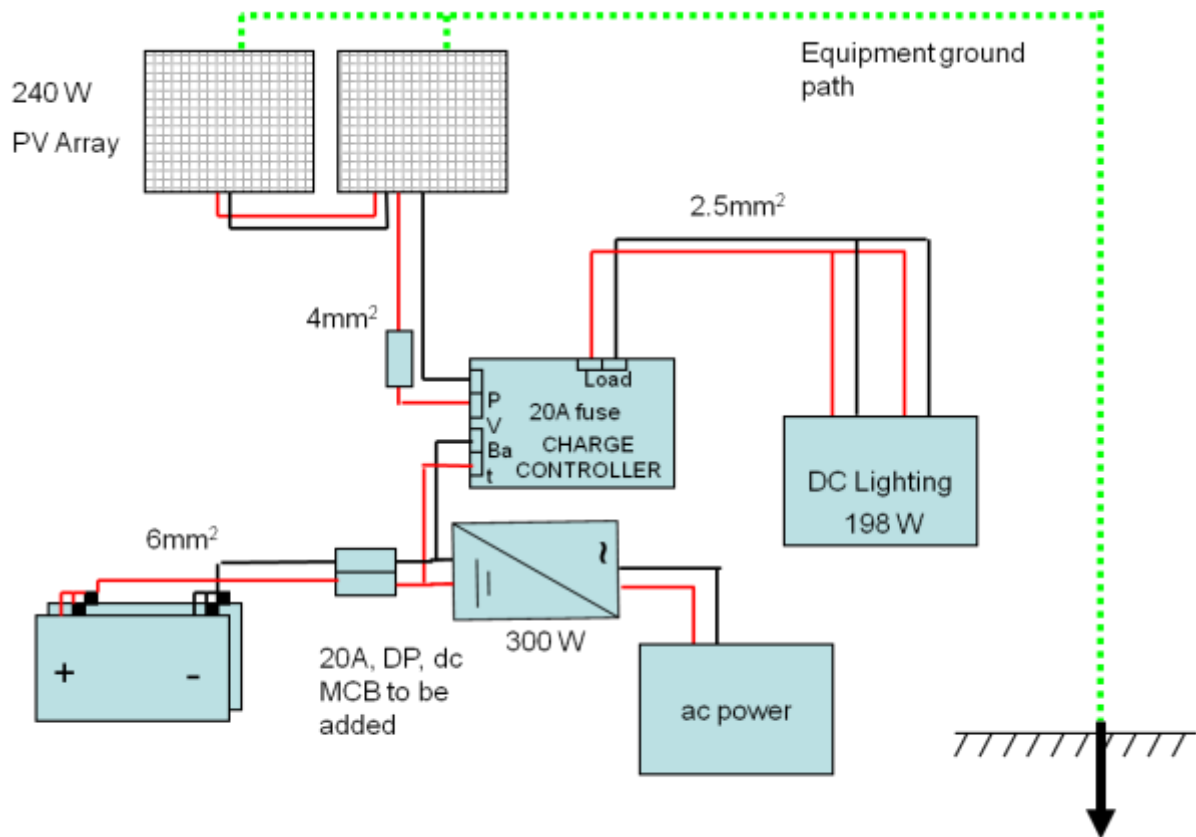 Equipment ground
path
240 W
PV Array
2.5mm²
4mm²
Load
P
V
20A fuse
Ba
t
CHARGE
CONTROLLER
DC Lighting
198 W
6mm²
~
300 W
20A, DP, dc
MCB to be
added
+
-
ac power